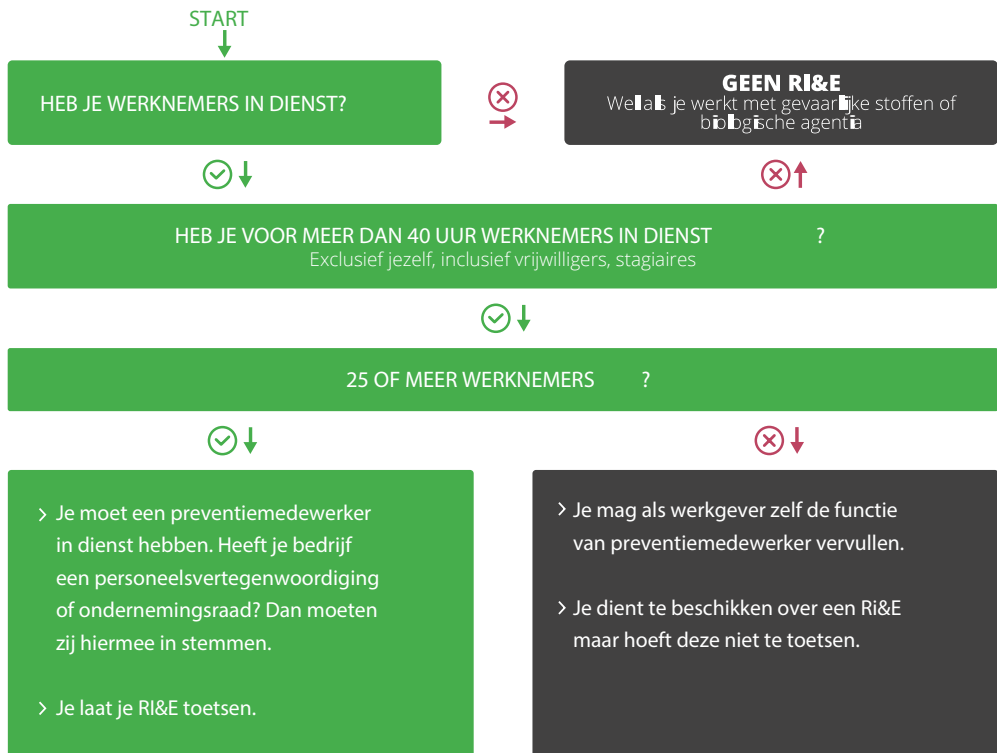 START
HEB JE WERKNEMERS IN DIENST?
GEEN RI&E
Wel als je werkt met gevaarlijke stoffen of
biologische agentia
HEB JE VOOR MEER DAN 40 UUR WERKNEMERS IN DIENST ?
Exclusief jezelf, inclusief vrijwilligers, stagiaires
25 OF MEER WERKNEMERS ?
> Je moet een preventiemedewerker
in dienst hebben. Heeft je bedrijf
een personeelsvertegenwoordiging
of ondernemingsraad? Dan moeten
zij hiermee in stemmen.
> Je laat je RI&E toetsen.
> Je mag als werkgever zelf de functie
van preventiemedewerker vervullen.
> Je dient te beschikken over een Ri&E
maar hoeft deze niet te toetsen.